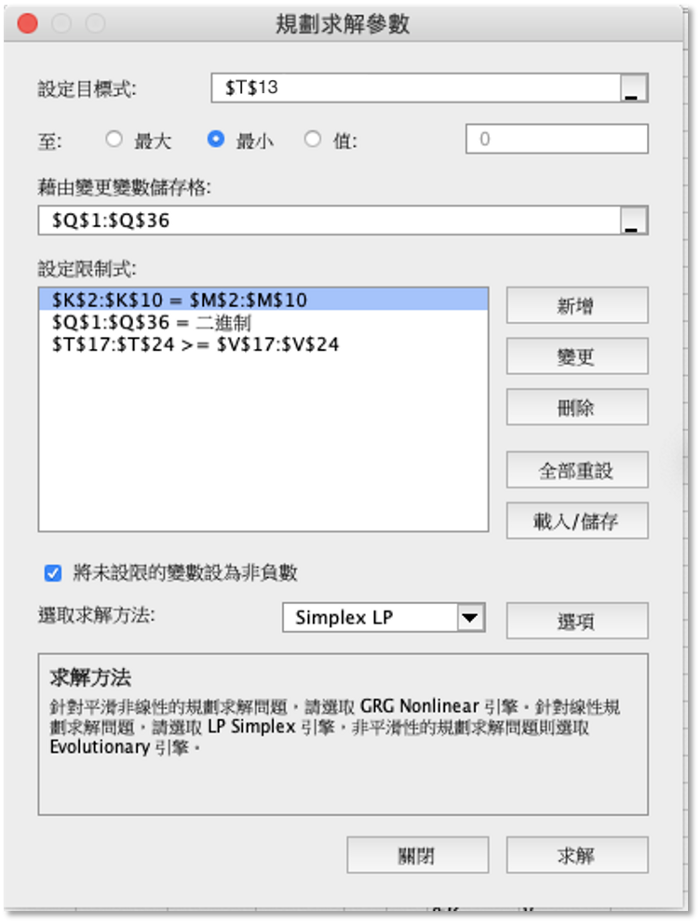 規劃求解參數
設定目標式: $T$13
至: 最大 最小 值: 0
藉由變更變數儲存格:
$Q$1:$Q$36
設定限制式:
$K$2:$K$10 = $M$2:$M$10
$Q$1:$Q$36 = 二進制
$T$17:$T$24 >= $V$17:$V$24
新增
變更
刪除
全部重設
載入/儲存
將未設限的變數設為非負數
選取求解方法: Simplex LP 選項
求解方法
針對平滑非線性的規劃求解問題，請選取 GRG Nonlinear 引擎。針對線性規
劃求解問題，請選取 LP Simplex 引擎，非平滑性的規劃求解問題則選取
Evolutionary 引擎。
關閉 求解